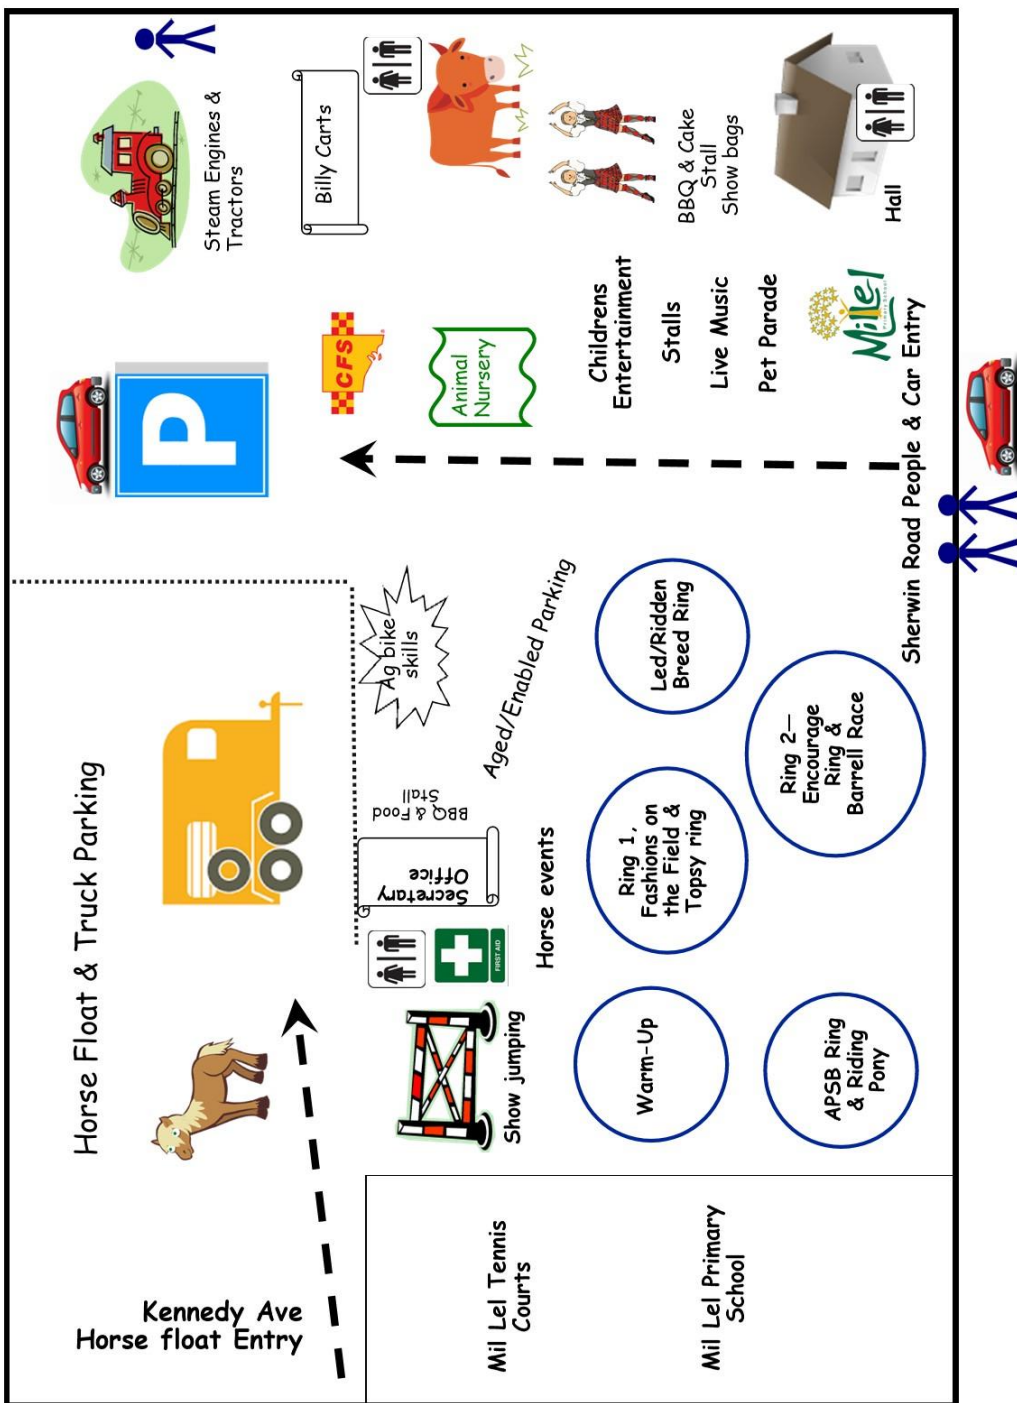 Horse Float & Truck Parking
Kennedy Ave
Horse float Entry
P
Steam Engines &
Tractors
Billy Carts
CFS
Animal
Nursery
Childrens
Entertainment
Stalls
Live Music
Pet Parade
BBQ & Cake
Stall
Show bags
Hall
Mil Lel
Primary School
Sherwin Road People & Car Entry
Ag bike
skills
Aged/Enabled Parking
BBQ & Food
Stall
Secretary
Office
FIRST AID
Horse events
Show jumping
Led/Ridden
Breed Ring
Ring 1,
Fashions on
the Field &
Topsy ring
Ring 2—
Encourage
Ring &
Barrell Race
Warm-Up
APSB Ring
& Riding
Pony
Mil Lel Tennis
Courts
Mil Lel Primary
School